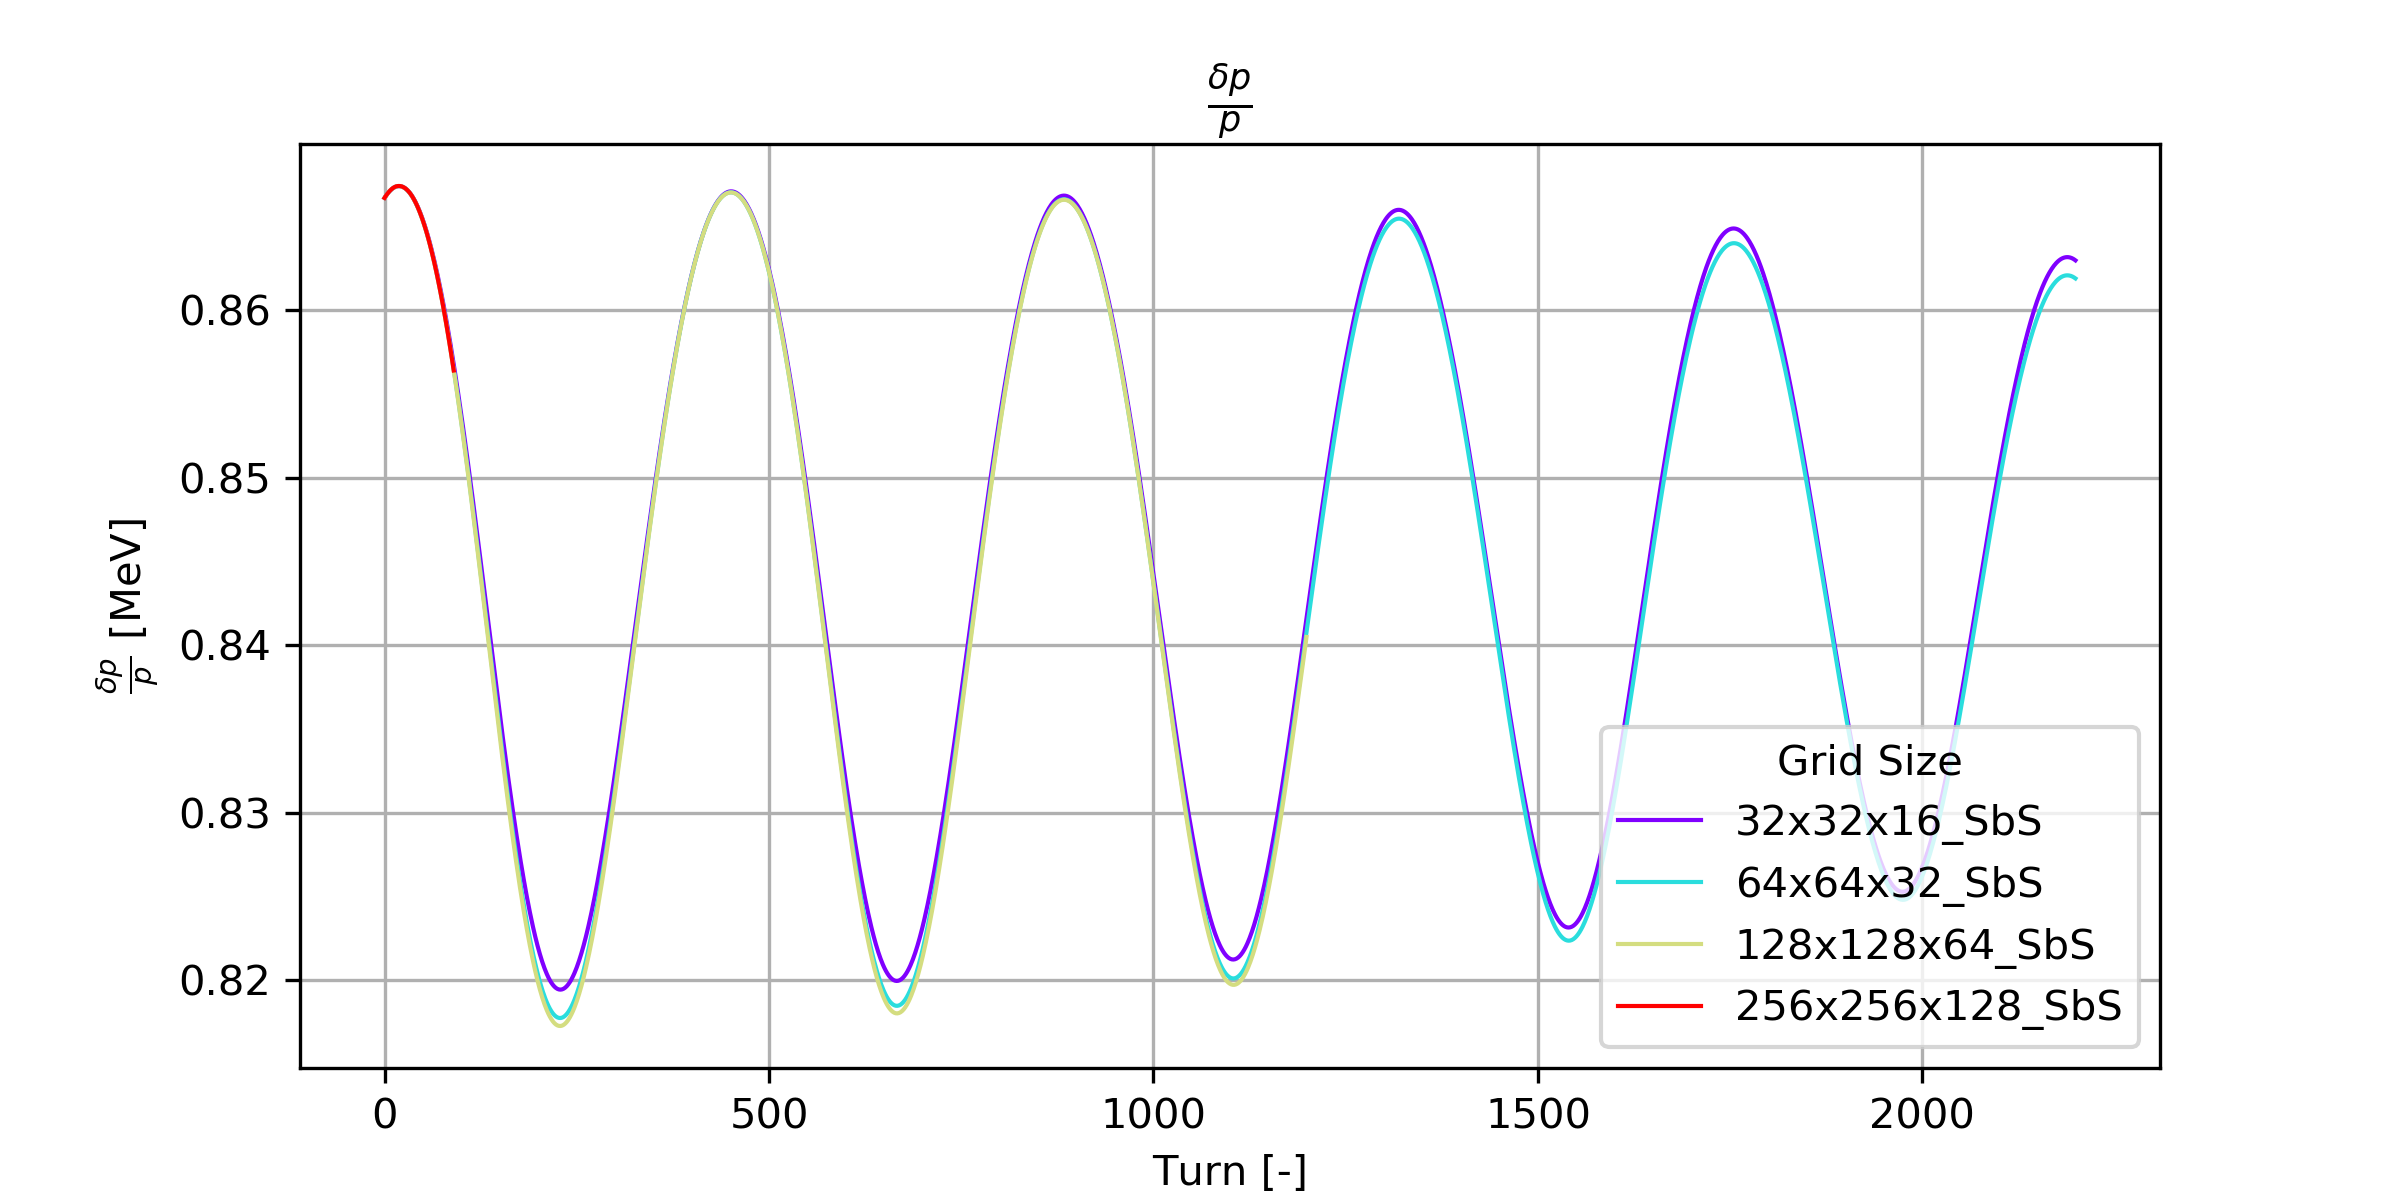 δp
p
0.86
0.85
0.84
0.83
0.82
δp/p [MeV]
0
500
1000
1500
2000
Turn [-]
Grid Size
32x32x16_SbS
64x64x32_SbS
128x128x64_SbS
256x256x128_SbS